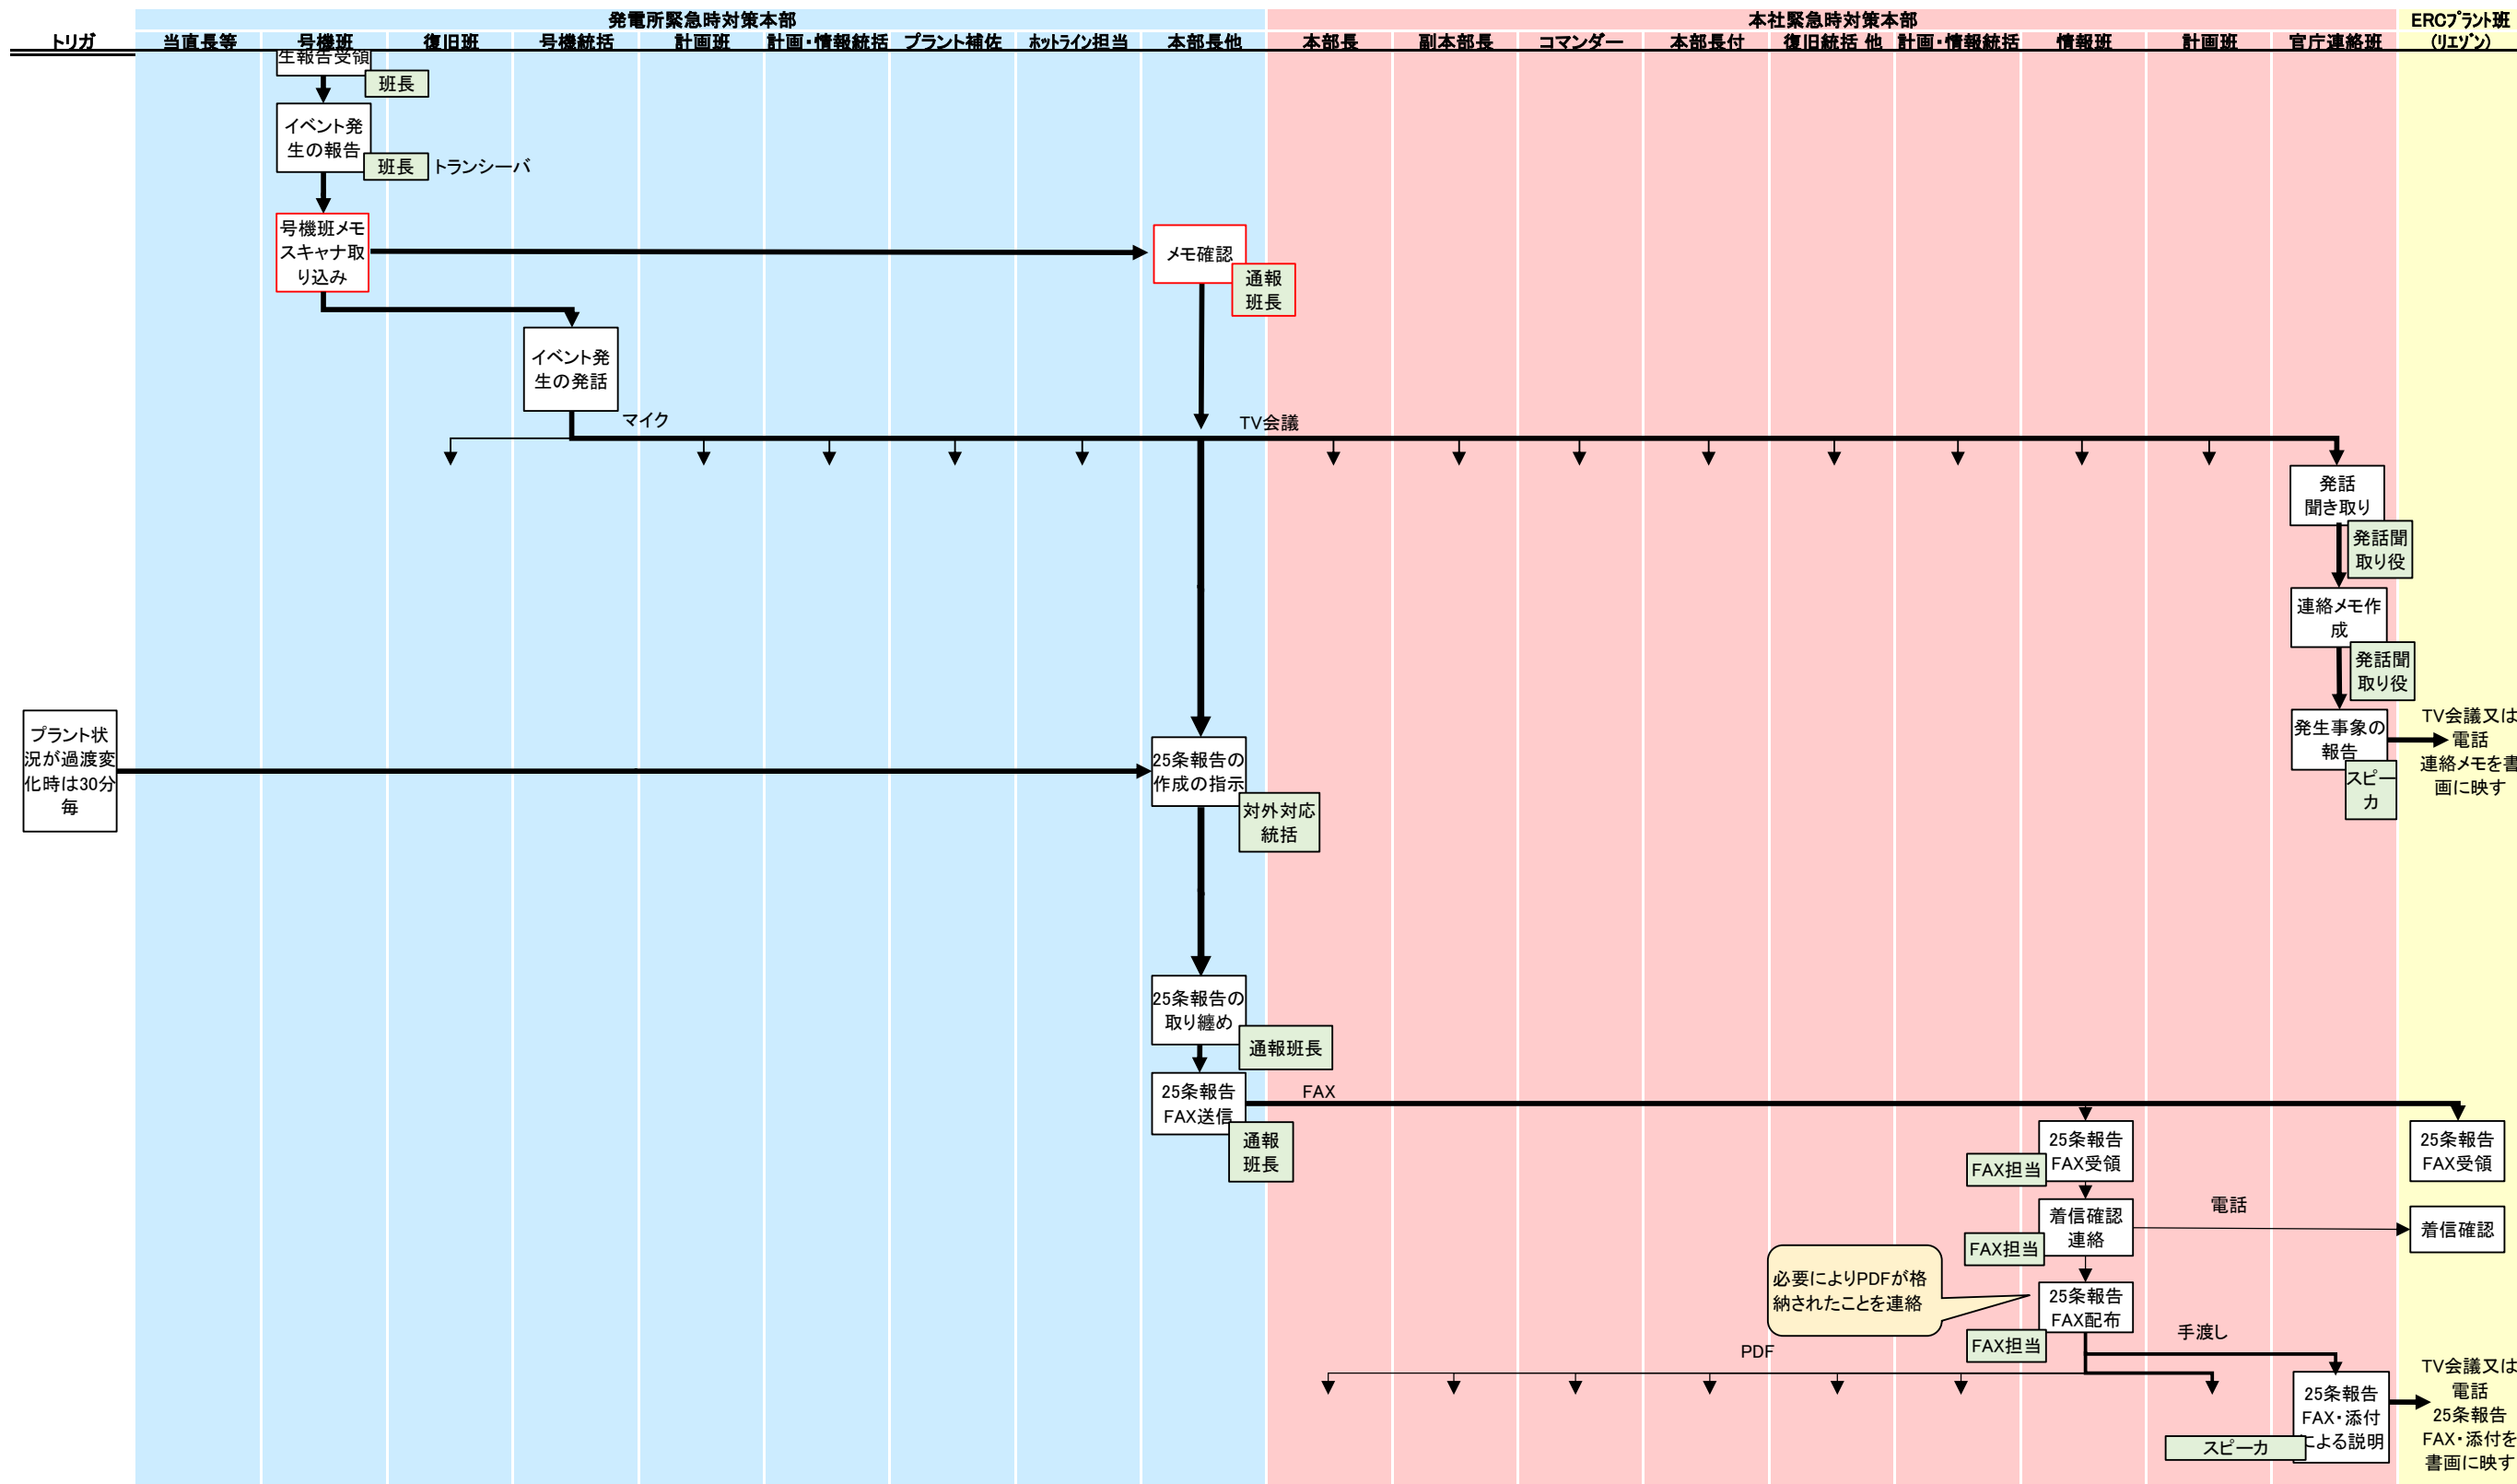 発電所緊急時対策本部
本社緊急時対策本部
ERCプラント班
(リエゾン)
トリガ
当直長等
号機班
復旧班
号機統括
計画班
計画・情報統括
プラント補佐
ホットライン担当
本部長他
本部長
副本部長
コマンダー
本部長付
復旧統括 他
計画・情報統括
情報班
計画班
官庁連絡班
生報告受領
班長
イベント発
生の報告
班長
トランシーバ
号機班メモ
スキャナ取
り込み
メモ確認
通報
班長
イベント発
生の発話
マイク
TV会議
発話
聞き取り
発話聞
取り役
連絡メモ作
成
発話聞
取り役
プラント状
況が過渡変
化時は30分
毎
25条報告の
作成の指示
対外対応
統括
発生事象の
報告
スピー
カ
TV会議又は
電話
連絡メモを書
画に映す
25条報告の
取り纏め
通報班長
25条報告
FAX送信
通報
班長
FAX
25条報告
FAX受領
FAX担当
25条報告
FAX受領
着信確認
連絡
FAX担当
電話
着信確認
必要によりPDFが格
納されたことを連絡
25条報告
FAX配布
FAX担当
手渡し
PDF
25条報告
FAX・添付
による説明
スピーカ
TV会議又は
電話
25条報告
FAX・添付を
書画に映す